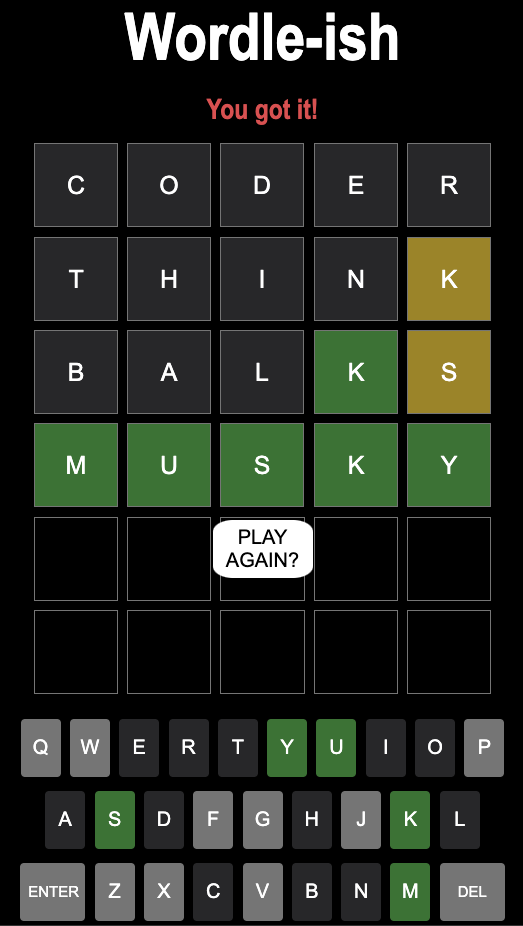 Wordle-ish
You got it!
C O D E R
T H I N K
B A L K S
M U S K Y
PLAY
AGAIN?
Q W E R T Y U I O P
A S D F G H J K L
ENTER Z X C V B N M DEL